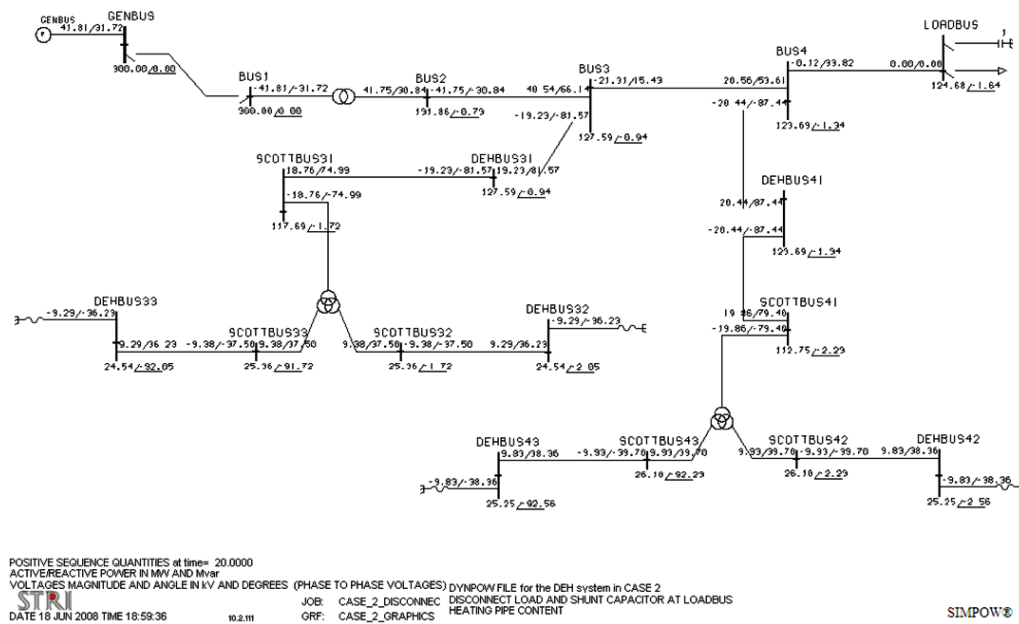 GENBUS
GENBUS
41.81/31.72
300.00/0.00
BUS1
-41.81/-31.72
300.00/0.00
BUS2
41.75/30.84
-41.75/-30.84
131.86/-0.79
BUS3
40.54/66.14
-21.31/15.43
-19.23/-81.57
127.59/-0.94
BUS4
20.56/53.61
-0.12/33.82
-20.44/-87.44
123.69/-1.34
LOADBUS
0.00/0.00
124.68/-1.64
SCOTTBUS31
18.76/74.99
-18.76/-74.99
117.69/-1.72
DEHBUS31
-19.23/-81.57
19.23/81.57
127.59/-0.94
DEHBUS41
20.44/87.44
-20.44/-87.44
123.69/-1.34
SCOTTBUS41
19.86/79.40
-19.86/-79.40
112.75/-2.29
DEHBUS33
-9.29/-36.23
9.29/36.23
24.54/-92.05
SCOTTBUS33
-9.38/-37.50
9.38/37.50
25.36/-91.72
SCOTTBUS32
9.38/37.50
-9.38/-37.50
25.36/-1.72
DEHBUS32
-9.29/-36.23
9.29/36.23
24.54/-2.05
DEHBUS43
9.83/38.36
-9.83/-38.36
25.25/-92.56
SCOTTBUS43
-9.93/-39.70
9.93/39.70
26.10/-92.29
SCOTTBUS42
9.93/39.70
-9.93/-39.70
26.10/-2.29
DEHBUS42
9.83/38.36
-9.83/-38.36
25.25/-2.56
POSITIVE SEQUENCE QUANTITIES at time= 20.0000
ACTIVE/REACTIVE POWER IN MW AND Mvar
VOLTAGES MAGNITUDE AND ANGLE IN kV AND DEGREES (PHASE TO PHASE VOLTAGES)
DYNPOW FILE for the DEH system in CASE 2
STRI
JOB: CASE_2_DISCONNEC
DISCONNECT LOAD AND SHUNT CAPACITOR AT LOADBUS
DATE 18 JUN 2008 TIME 18:59:36
10.2.111
GRF: CASE_2_GRAPHICS
HEATING PIPE CONTENT
SIMPOW®